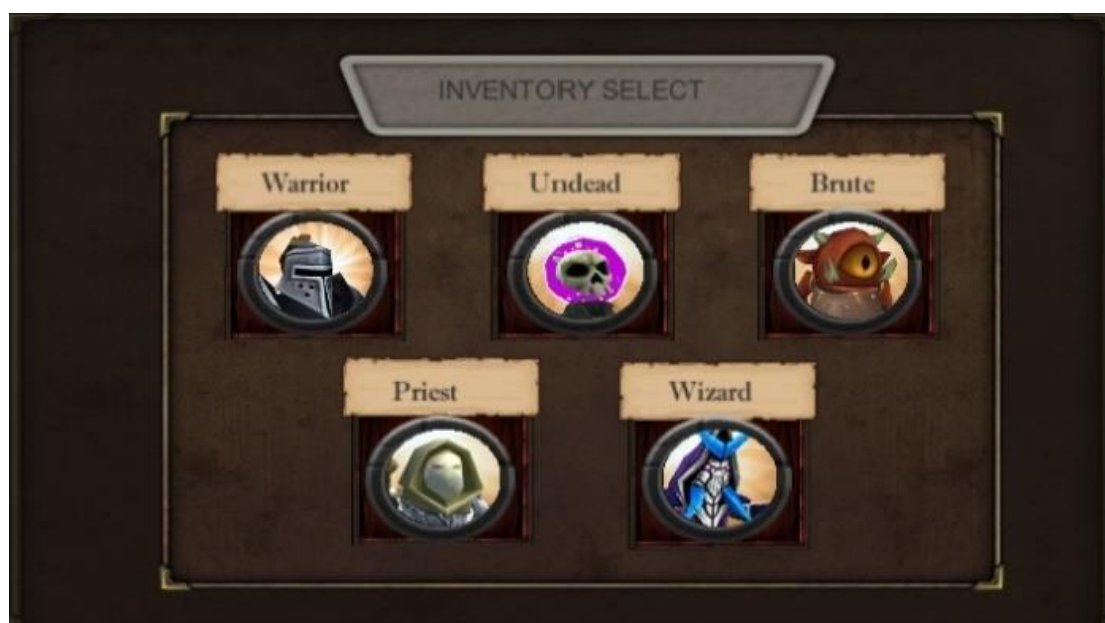 INVENTORY SELECT
Warrior
Undead
Brute
Priest
Wizard